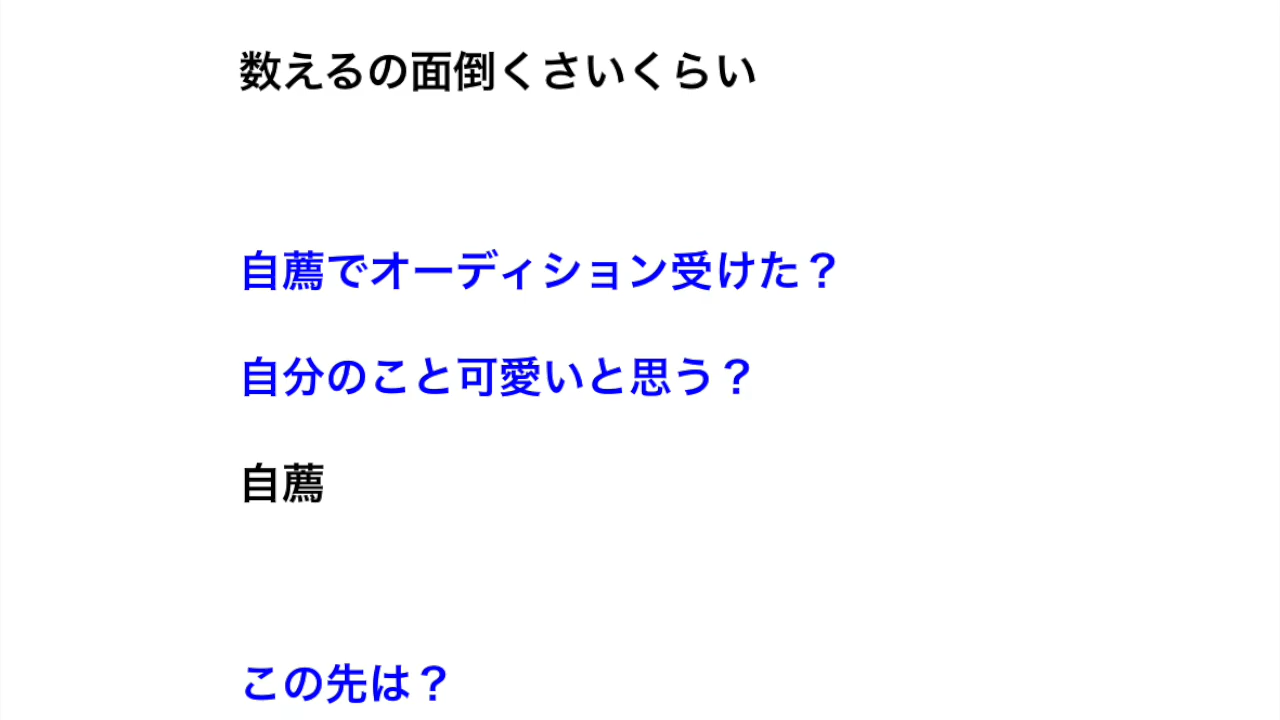 数えるの面倒くさいくらい
自薦でオーディション受けた？
自分のこと可愛いと思う？
自薦
この先は？